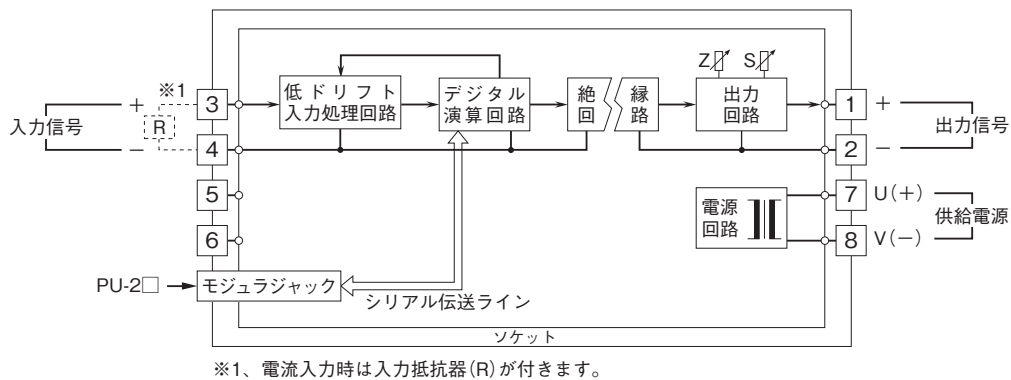 ※1
入力信号
+
−
R
3
4
5
6
低ドリフト
入力処理回路
デジタル
演算回路
絶縁
回路
Z
S
出力
回路
1
+
2
−
出力信号
電源
回路
7
U(+)
8
V(−)
供給電源
PU-2□
モジュラジャック
シリアル伝送ライン
ソケット
※1、電流入力時は入力抵抗器(R)が付きます。